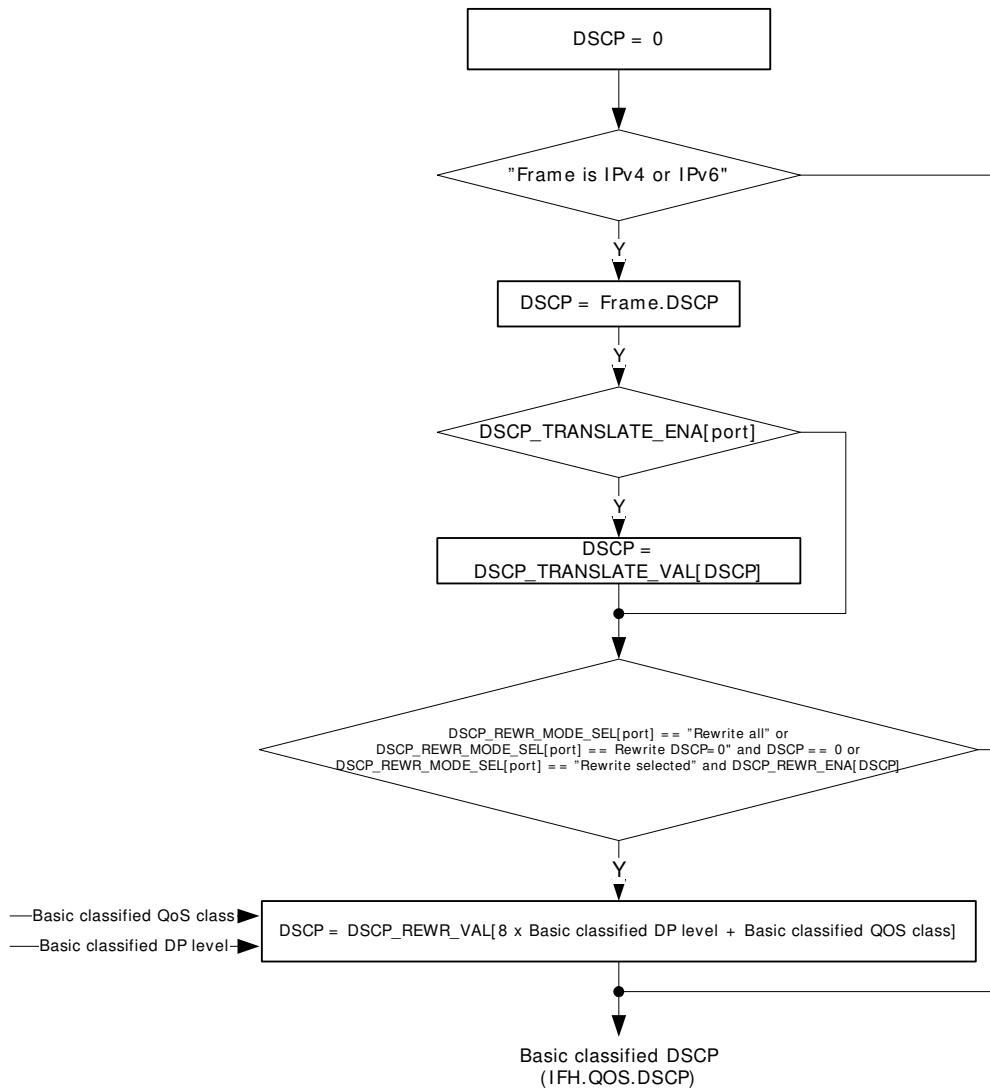 DSCP = 0
"Frame is IPv4 or IPv6"
Y
DSCP = Frame.DSCP
Y
DSCP_TRANSLATE_ENA[port]
Y
DSCP =
DSCP_TRANSLATE_VAL[DSCP]
DSCP_REWR_MODE_SEL[port] == "Rewrite all" or
DSCP_REWR_MODE_SEL[port] == Rewrite DSCP=0" and DSCP == 0 or
DSCP_REWR_MODE_SEL[port] == "Rewrite selected" and DSCP_REWR_ENA[DSCP]
Y
Basic classified QoS class
Basic classified DP level
DSCP = DSCP_REWR_VAL[8 x Basic classified DP level + Basic classified QOS class]
Basic classified DSCP
(IFH.QOS.DSCP)